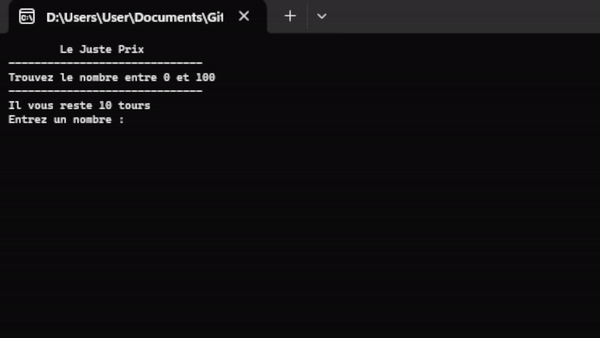 D:\Users\User\Documents\Git
Le Juste Prix
------------------------------
Trouvez le nombre entre 0 et 100
------------------------------
Il vous reste 10 tours
Entrez un nombre :